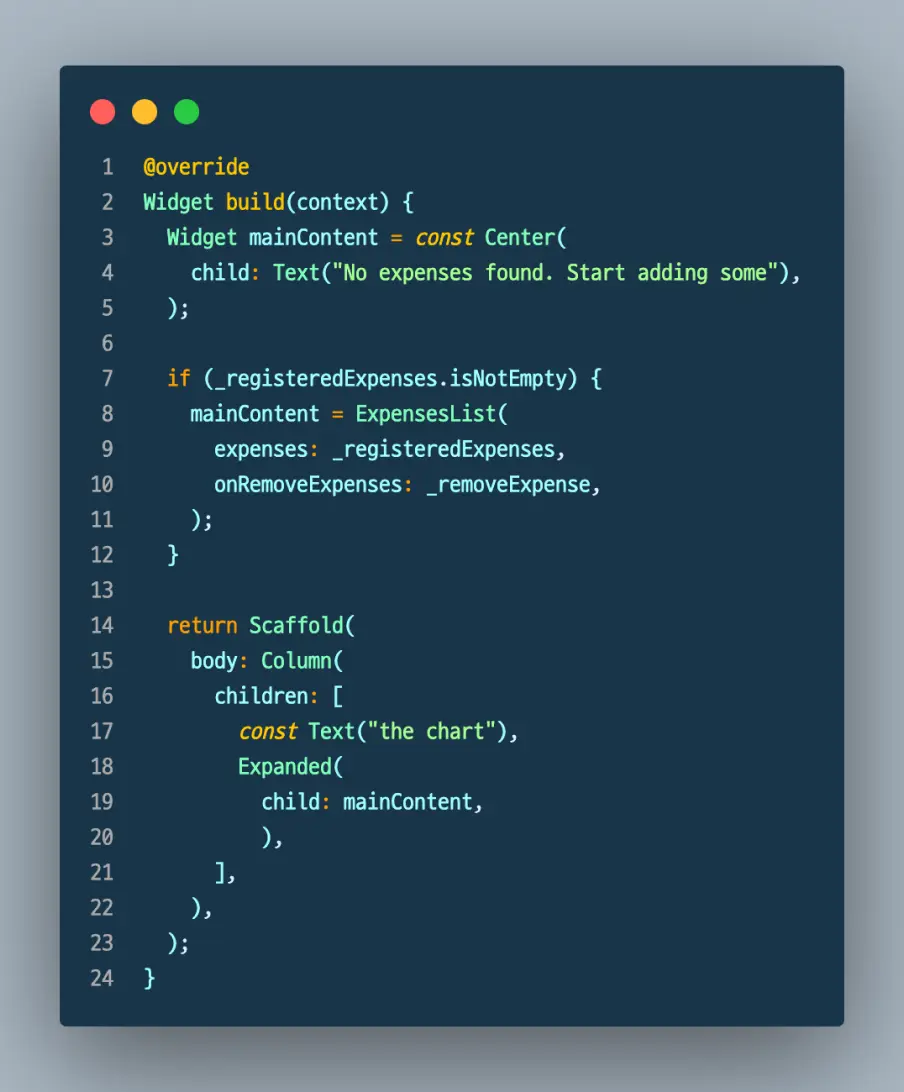 1 @override
2 Widget build(context) {
3   Widget mainContent = const Center(
4     child: Text("No expenses found. Start adding some"),
5   );
6
7   if (_registeredExpenses.isNotEmpty) {
8     mainContent = ExpensesList(
9       expenses: _registeredExpenses,
10       onRemoveExpenses: _removeExpense,
11     );
12   }
13
14   return Scaffold(
15     body: Column(
16       children: [
17         const Text("the chart"),
18         Expanded(
19           child: mainContent,
20           ),
21       ],
22     ),
23   );
24 }